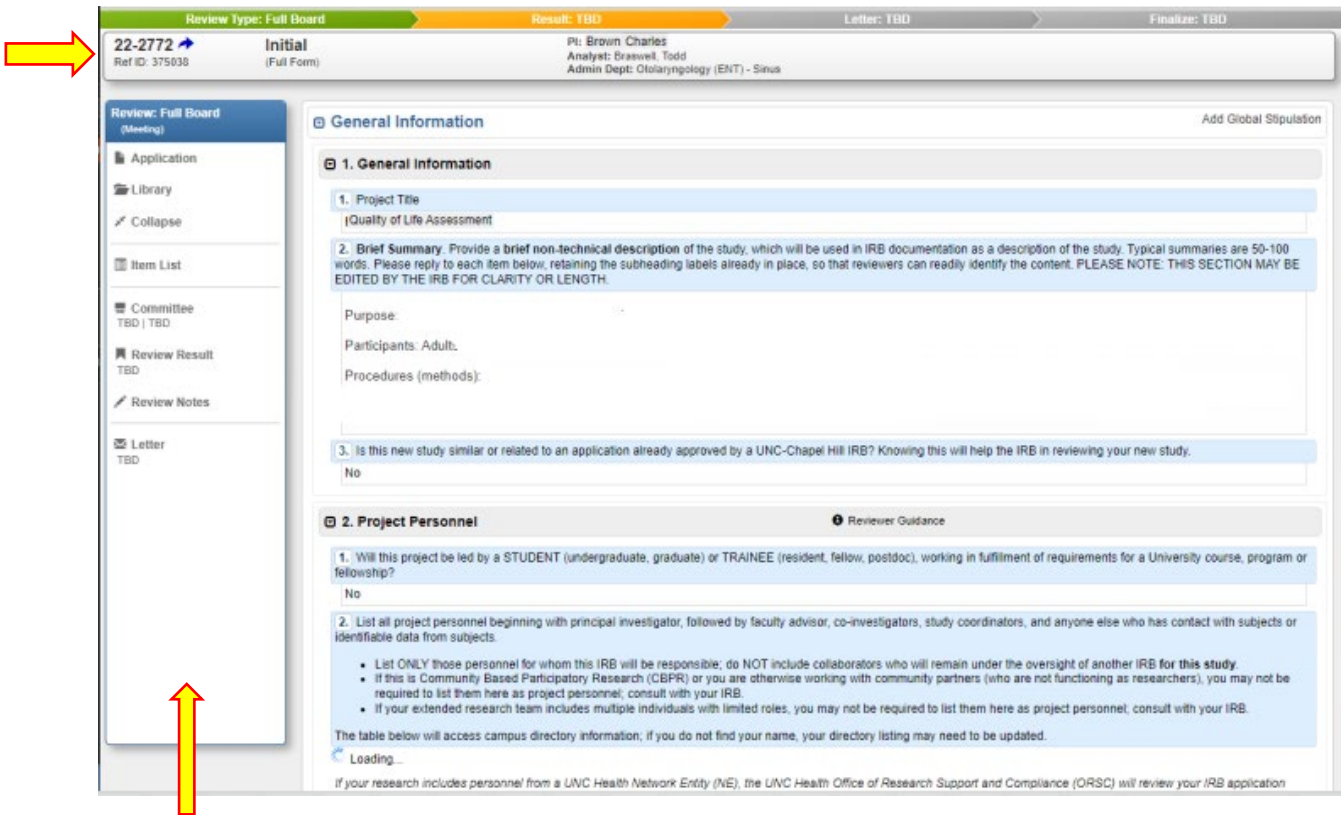 Review Type: Full Board
Result: TBD
Letter: TBD
Finalize: TBD
22-2772
Initial
PI: Brown Charles
Ref ID: 375038
(Full Form)
Analyst: Braswell, Todd
Admin Dept: Otolaryngology (ENT) - Sinus
Review: Full Board
(Meeting)
Application
Library
Collapse
Item List
Committee
TBD | TBD
Review Result
TBD
Review Notes
Letter
TBD
General Information
Add Global Stipulation
1. General Information
1. Project Title
Quality of Life Assessment
2. Brief Summary. Provide a brief non-technical description of the study, which will be used in IRB documentation as a description of the study. Typical summaries are 50-100
words. Please reply to each item below, retaining the subheading labels already in place, so that reviewers can readily identify the content. PLEASE NOTE: THIS SECTION MAY BE
EDITED BY THE IRB FOR CLARITY OR LENGTH.
Purpose:
Participants: Adult.
Procedures (methods):
3. Is this new study similar or related to an application already approved by a UNC-Chapel Hill IRB? Knowing this will help the IRB in reviewing your new study.
No
2. Project Personnel
Reviewer Guidance
1. Will this project be led by a STUDENT (undergraduate, graduate) or TRAINEE (resident, fellow, postdoc), working in fulfillment of requirements for a University course, program or
fellowship?
No
2. List all project personnel beginning with principal investigator, followed by faculty advisor, co-investigators, study coordinators, and anyone else who has contact with subjects or
identifiable data from subjects.
• List ONLY those personnel for whom this IRB will be responsible; do NOT include collaborators who will remain under the oversight of another IRB for this study.
• If this is Community Based Participatory Research (CBPR) or you are otherwise working with community partners (who are not functioning as researchers), you may not be
required to list them here as project personnel; consult with your IRB.
• If your extended research team includes multiple individuals with limited roles, you may not be required to list them here as project personnel; consult with your IRB.
The table below will access campus directory information; if you do not find your name, your directory listing may need to be updated.
Loading...
If your research includes personnel from a UNC Health Network Entity (NE), the UNC Health Office of Research Support and Compliance (ORSC) will review your IRB application